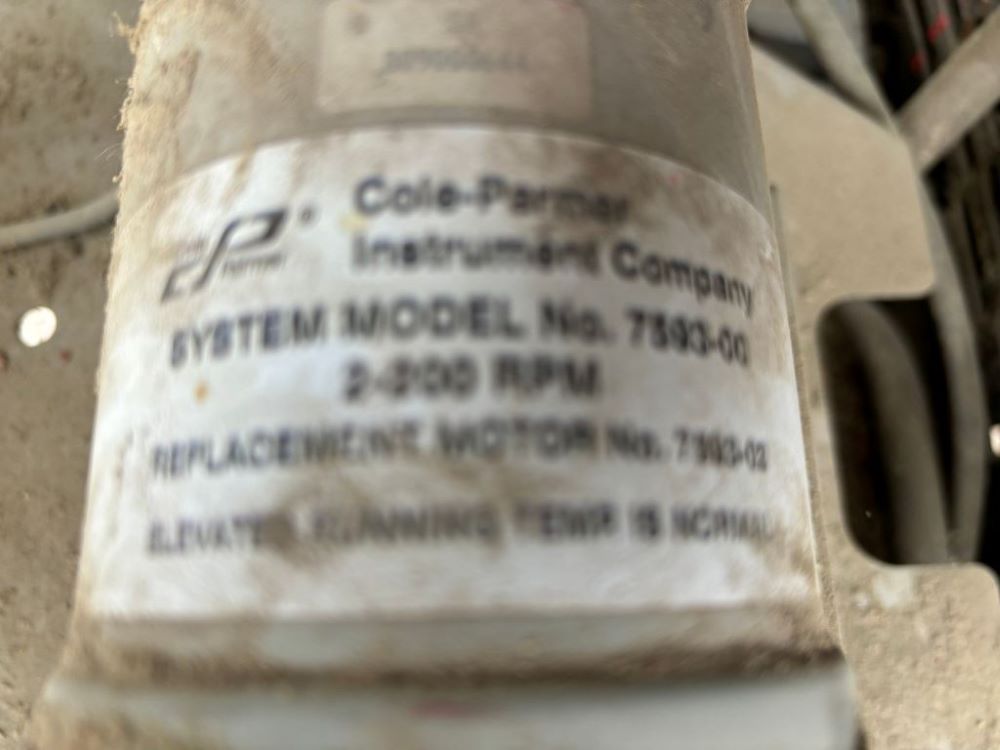 Cole-Parmer
Instrument Company
SYSTEM MODEL No. 7593-00
2-200 RPM
REPLACEMENT MOTOR No. 7593-02
ELEVATED RUNNING TEMP. IS NORMAL